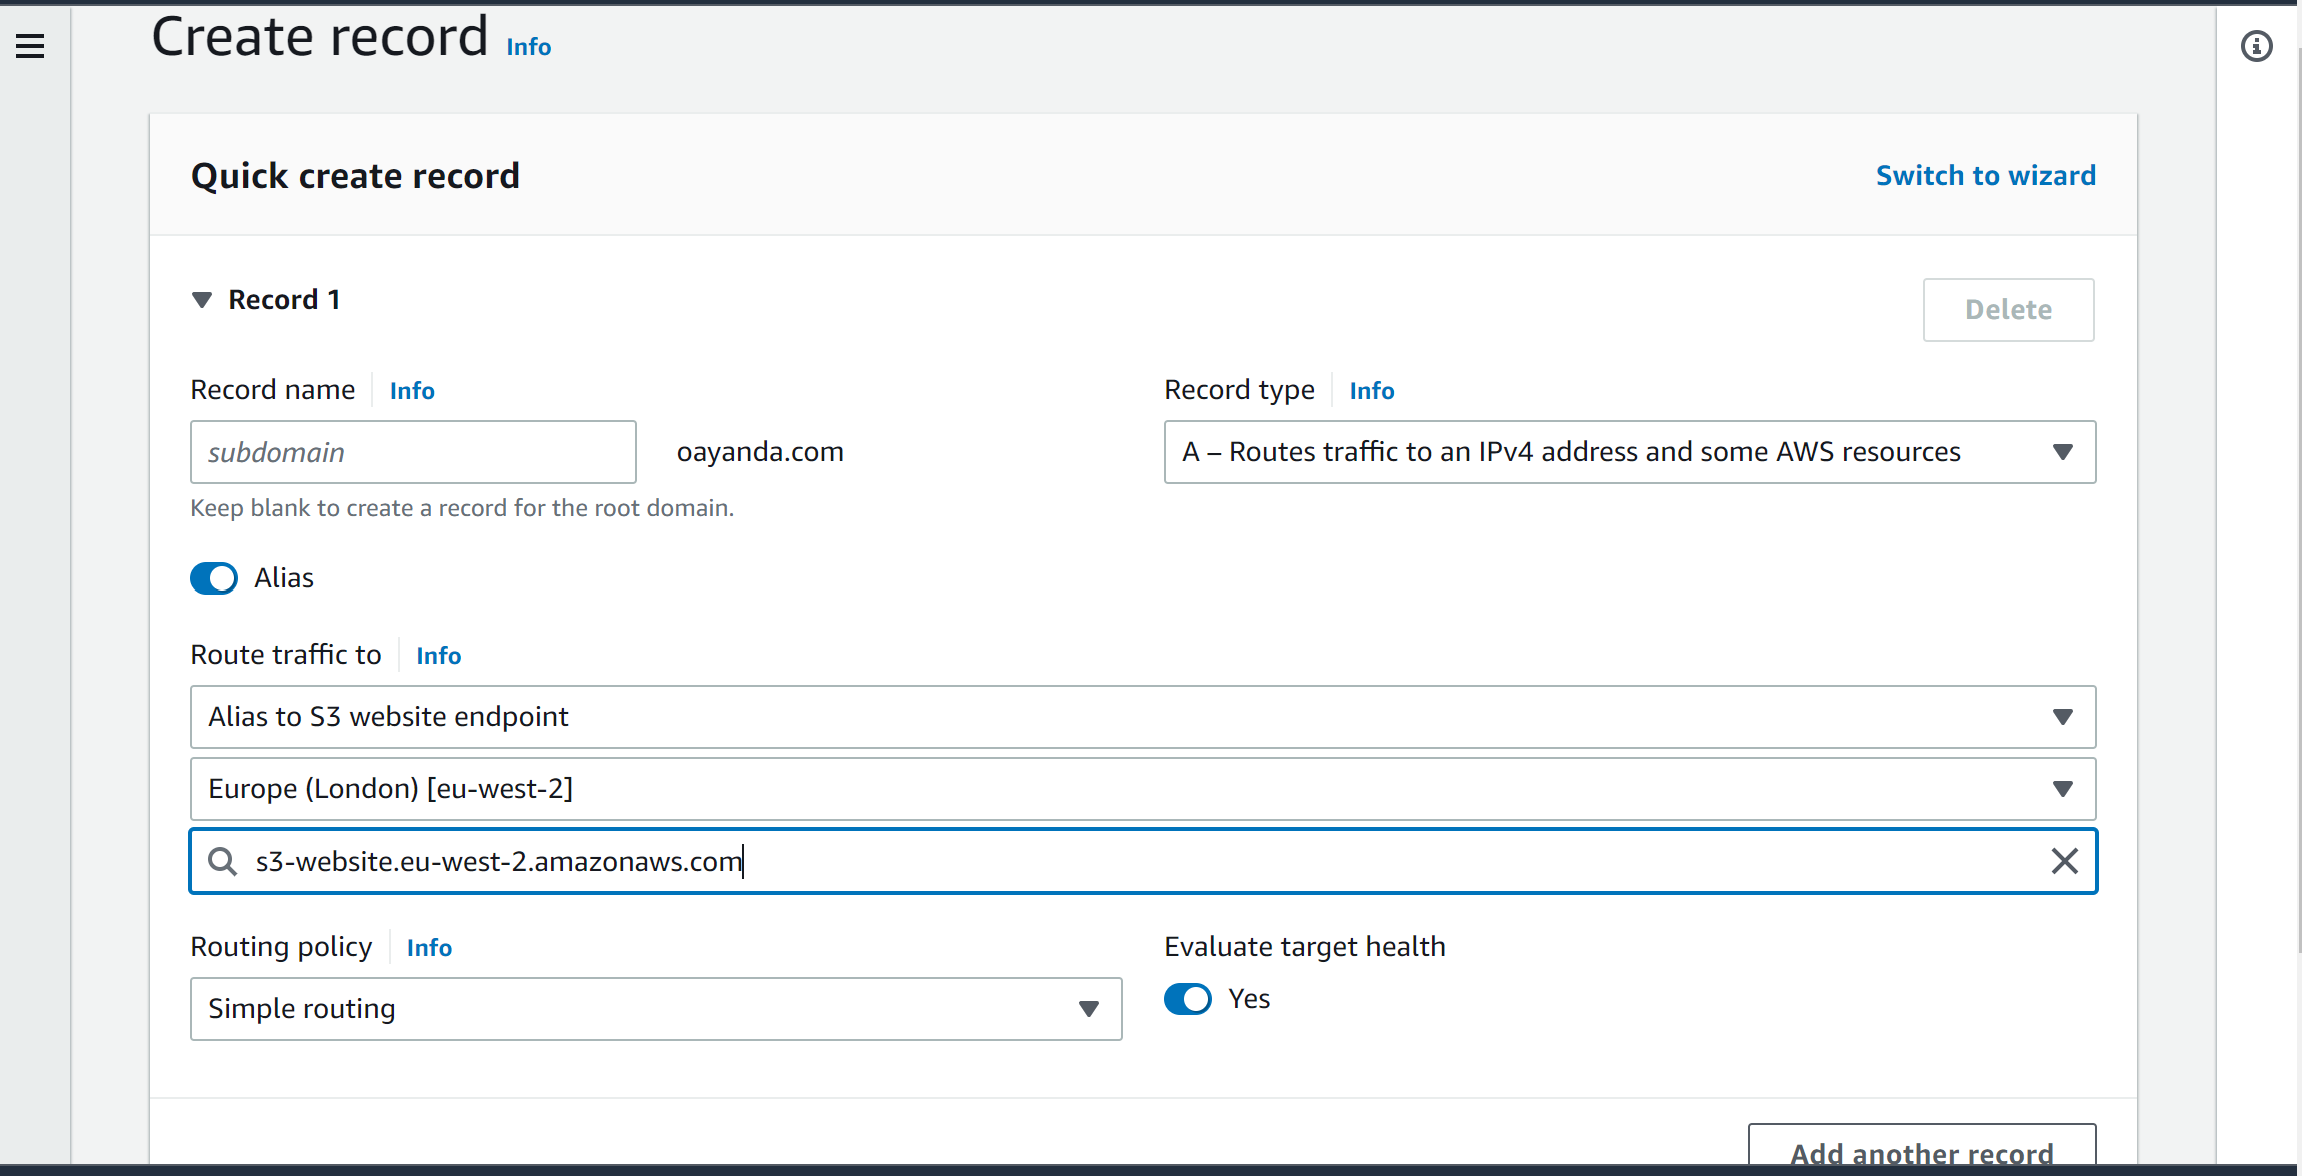 Create record Info
Quick create record
Switch to wizard
Record 1
Delete
Record name Info
Record type Info
subdomain
oayanda.com
A – Routes traffic to an IPv4 address and some AWS resources
Keep blank to create a record for the root domain.
Alias
Route traffic to Info
Alias to S3 website endpoint
Europe (London) [eu-west-2]
s3-website.eu-west-2.amazonaws.com
Routing policy Info
Evaluate target health
Simple routing
Yes
Add another record